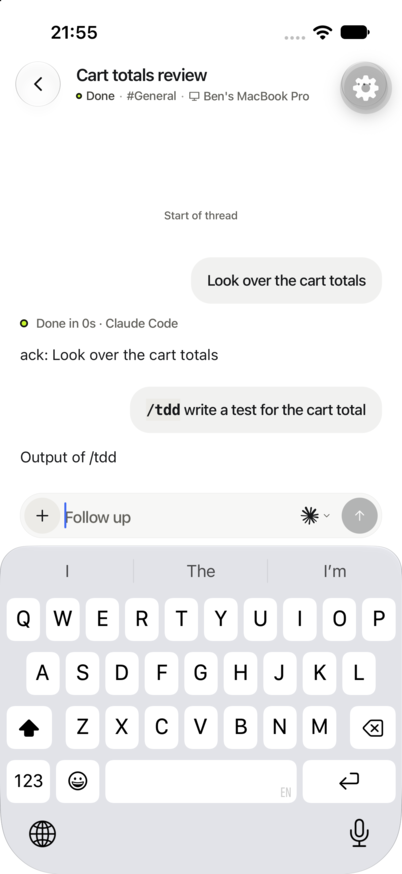 21:55
Cart totals review
Done · #General · Ben's MacBook Pro
Start of thread
Look over the cart totals
Done in 0s · Claude Code
ack: Look over the cart totals
/tdd write a test for the cart total
Output of /tdd
Follow up
I The I'm
Q W E R T Y U I O P
A S D F G H J K L
Z X C V B N M
123
EN